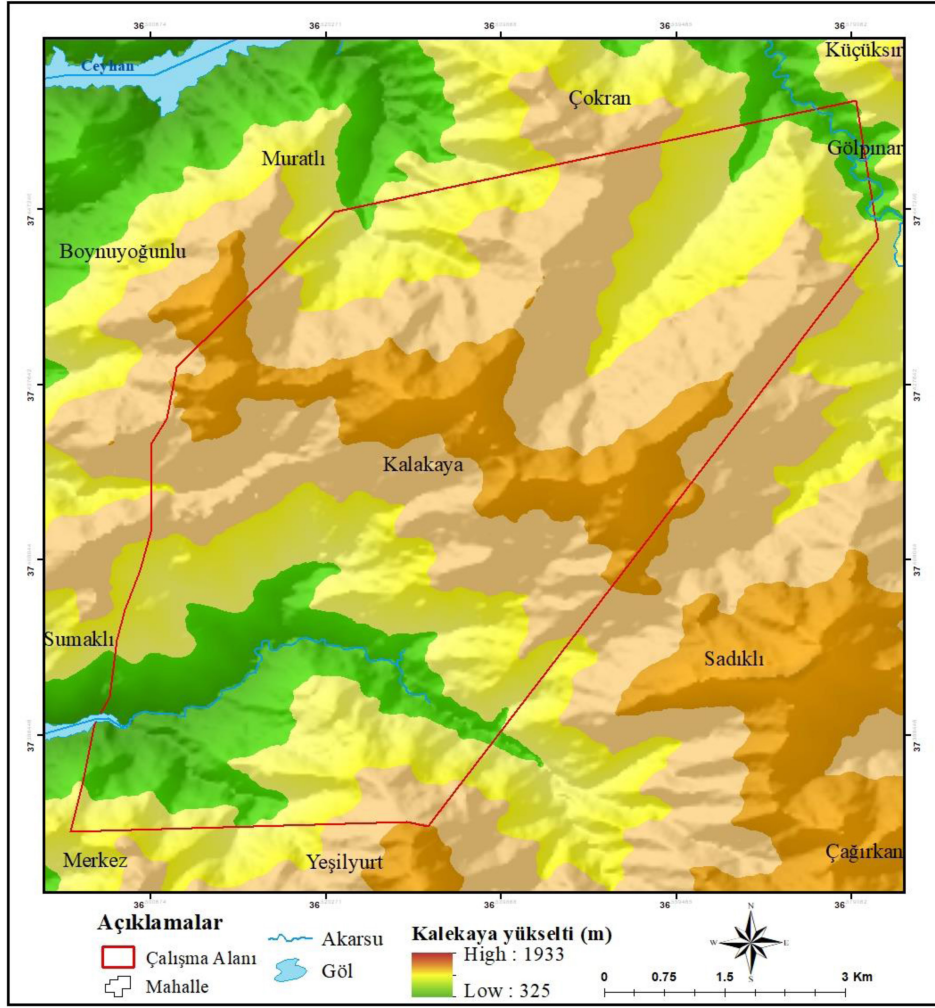 Küçüksır
Ceyhan
Çokran
Gölpınar
Muratlı
Boynuyoğunlu
Kalakaya
Sumaklı
Sadıklı
Çağırkan
Merkez
Yeşilyurt
Açıklamalar
Çalışma Alanı
Mahalle
Akarsu
Göl
Kalekaya yükselti (m)
High : 1933
Low : 325
N
W
E
S
0 0.75 1.5 3 Km